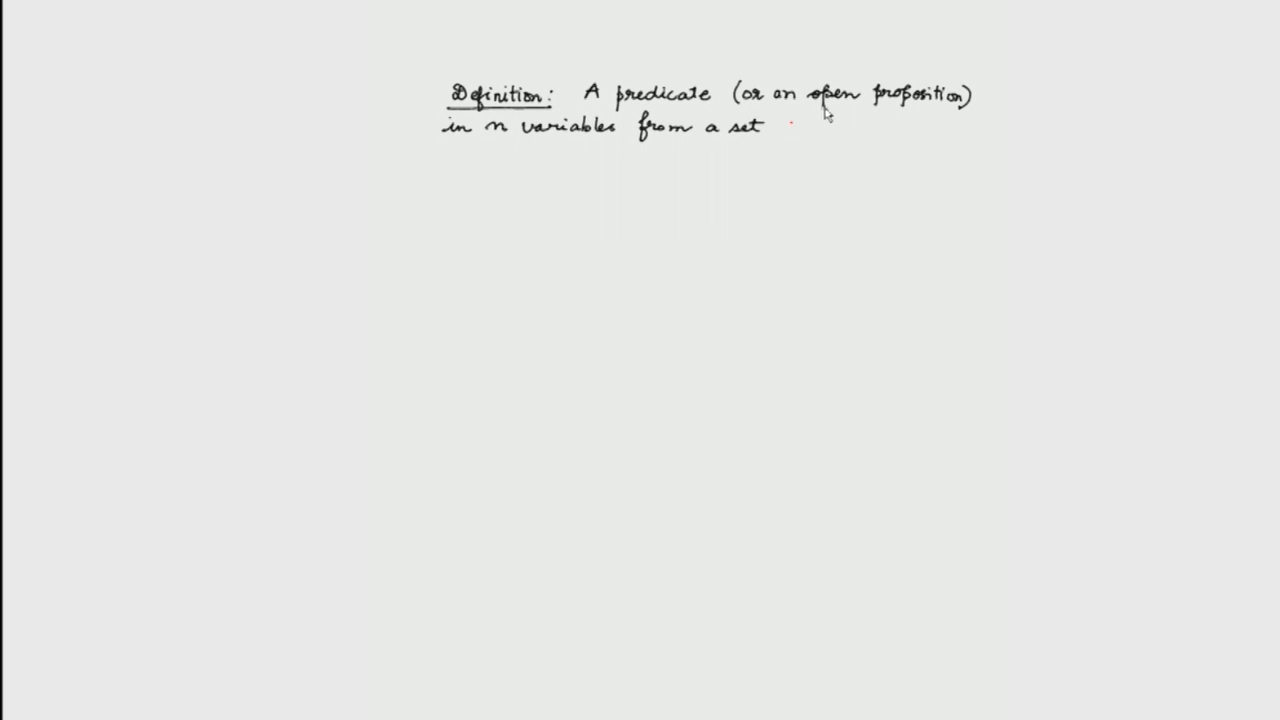 Definition: A predicate (or an open proposition)
in n variables from a set